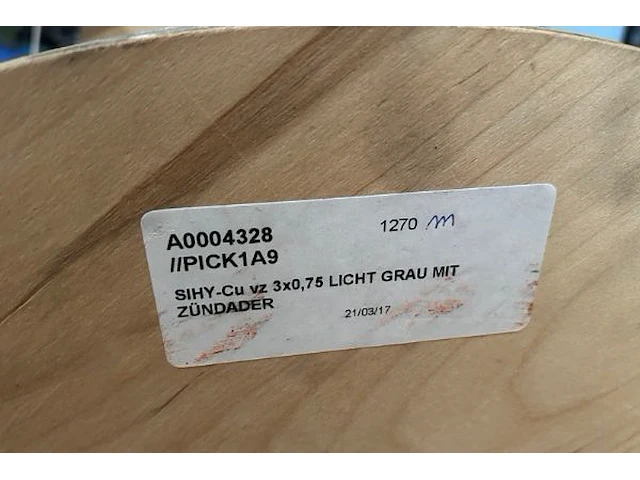 A0004328 1270 m
//PICK1A9
SIHY-Cu vz 3x0,75 LICHT GRAU MIT
ZÜNDADER 21/03/17